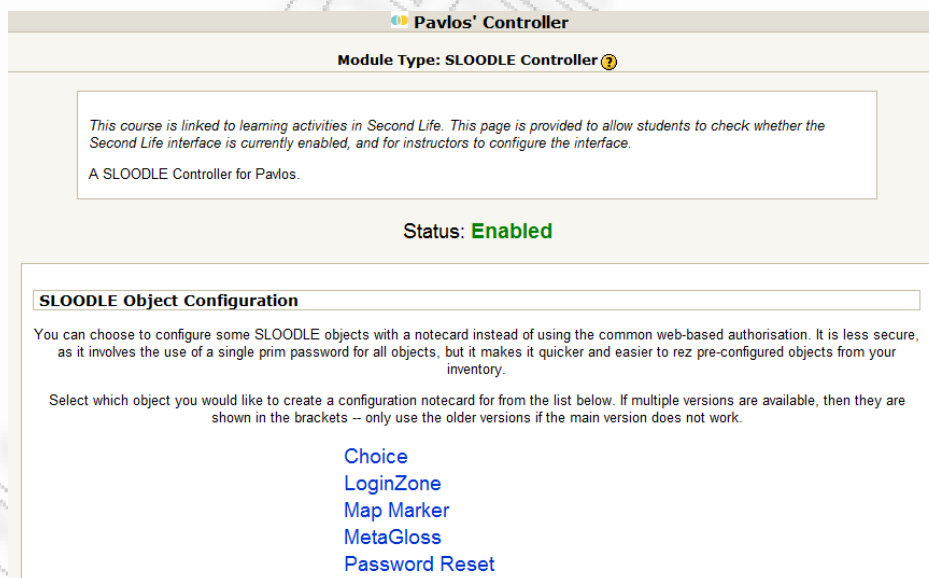 Pavlos' Controller
Module Type: SLOODLE Controller ?
This course is linked to learning activities in Second Life. This page is provided to allow students to check whether the
Second Life interface is currently enabled, and for instructors to configure the interface.
A SLOODLE Controller for Pavlos.
Status: Enabled
SLOODLE Object Configuration
You can choose to configure some SLOODLE objects with a notecard instead of using the common web-based authorisation. It is less secure,
as it involves the use of a single prim password for all objects, but it makes it quicker and easier to rez pre-configured objects from your
inventory.
Select which object you would like to create a configuration notecard for from the list below. If multiple versions are available, then they are
shown in the brackets -- only use the older versions if the main version does not work.
Choice
LoginZone
Map Marker
MetaGloss
Password Reset